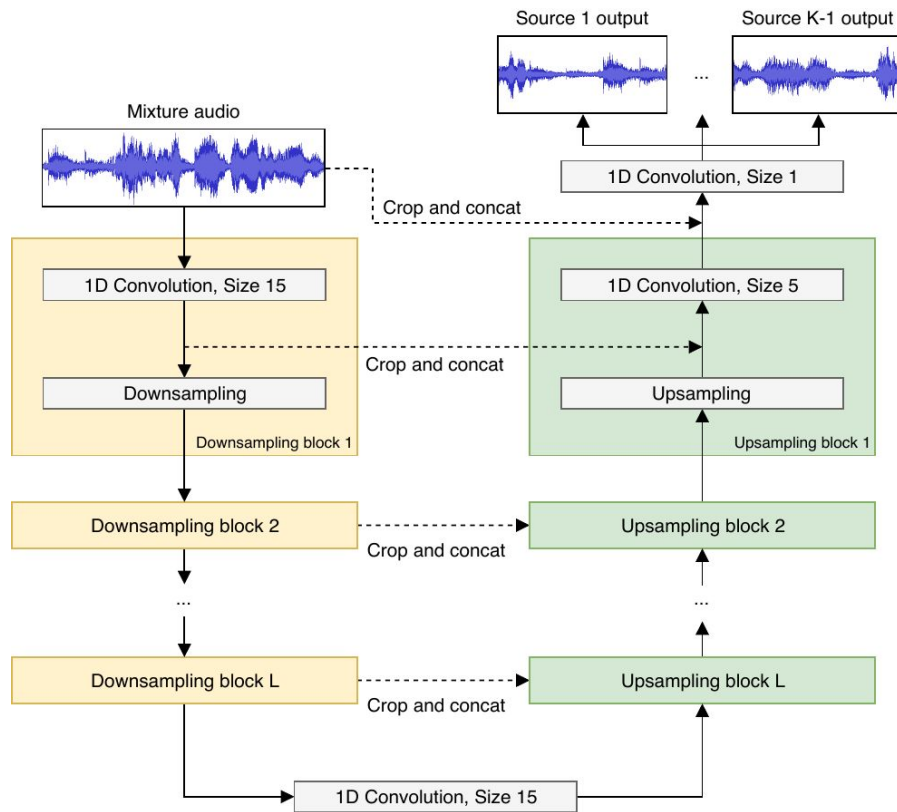 Source 1 output
Source K-1 output
...
Mixture audio
1D Convolution, Size 1
Crop and concat
1D Convolution, Size 15
1D Convolution, Size 5
Crop and concat
Downsampling
Upsampling
Downsampling block 1
Upsampling block 1
Downsampling block 2
Upsampling block 2
Crop and concat
...
...
Downsampling block L
Upsampling block L
Crop and concat
1D Convolution, Size 15